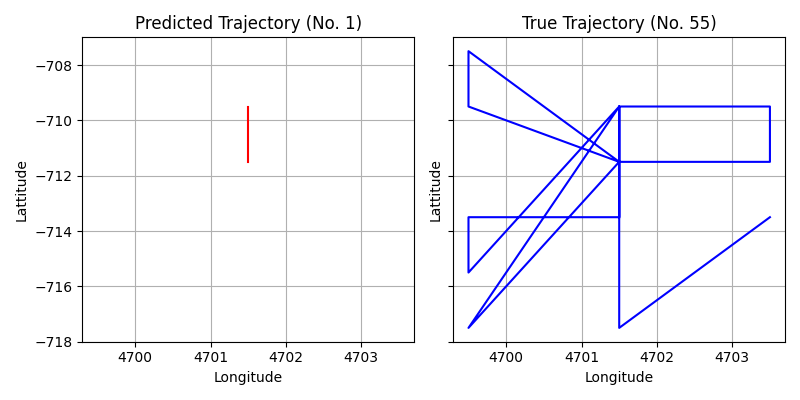 Predicted Trajectory (No. 1)
True Trajectory (No. 55)
Lattitude
−708
−710
−712
−714
−716
−718
4700
4701
4702
4703
Longitude
Lattitude
4700
4701
4702
4703
Longitude